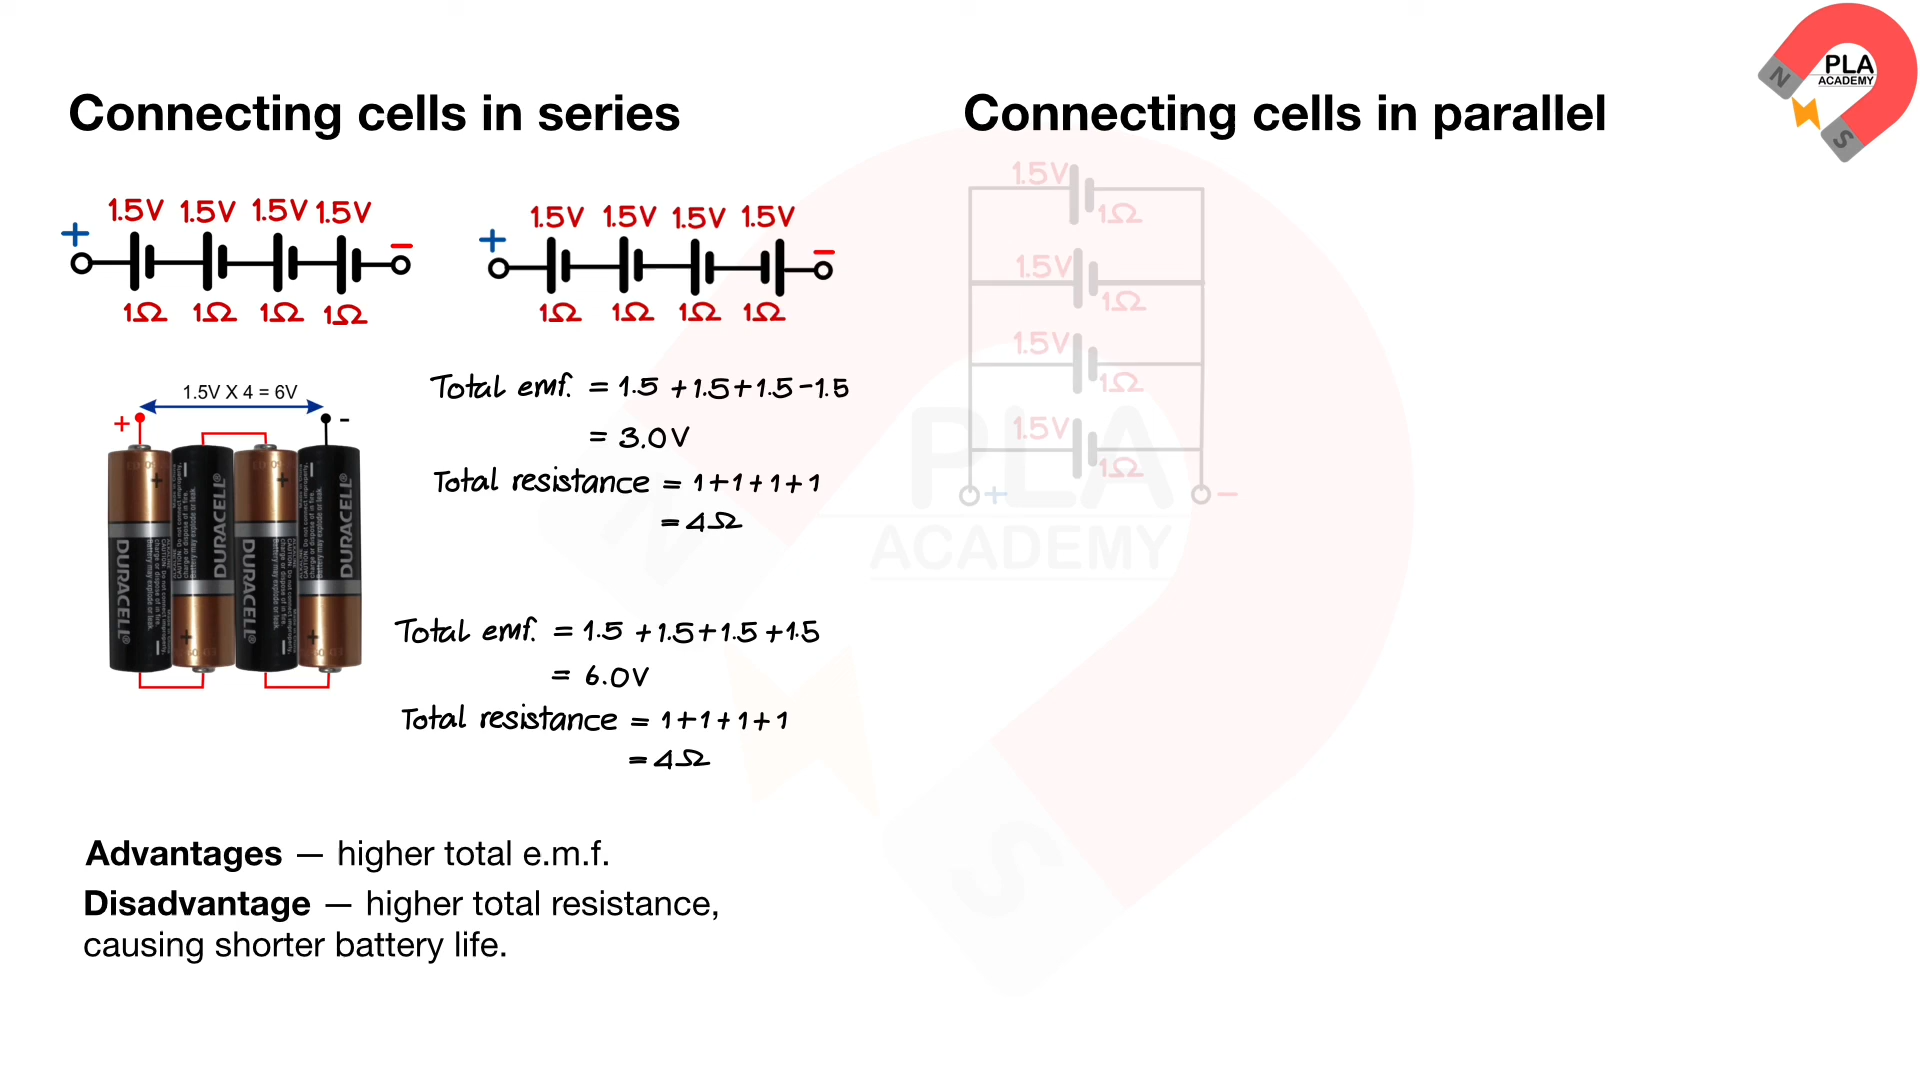 Connecting cells in series
1.5V 1.5V 1.5V 1.5V
+ −
1Ω 1Ω 1Ω 1Ω
1.5V 1.5V 1.5V 1.5V
+ −
1Ω 1Ω 1Ω 1Ω
1.5V X 4 = 6V
+ -
DURACELL®
DURACELL®
DURACELL®
DURACELL®
Total emf. = 1.5 +1.5+1.5-1.5
= 3.0V
Total resistance = 1+1+1+1
= 4Ω
Total emf. = 1.5 +1.5+1.5+1.5
= 6.0V
Total resistance = 1+1+1+1
= 4Ω
Advantages — higher total e.m.f.
Disadvantage — higher total resistance,
causing shorter battery life.
Connecting cells in parallel
1.5V
1Ω
1.5V
1Ω
1.5V
1Ω
1.5V
1Ω
+ −
PLA
ACADEMY
N
S
PLA
ACADEMY
N
S